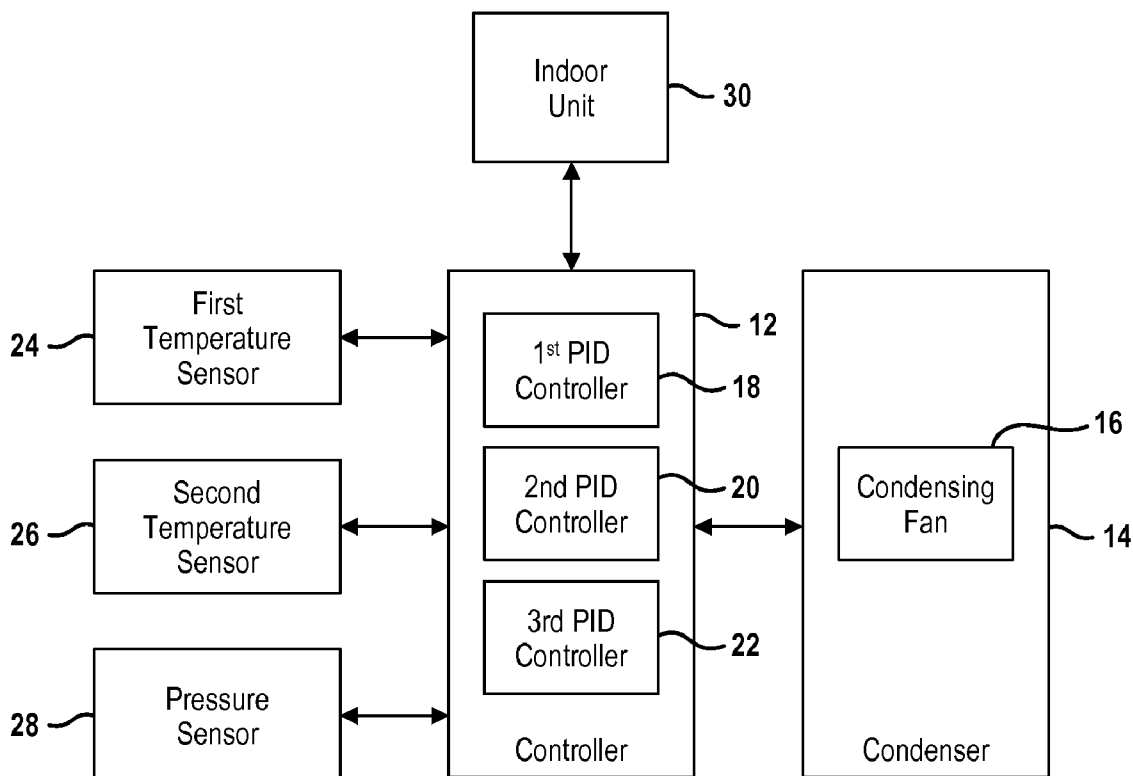 Indoor
Unit
30
First
Temperature
Sensor
24
Second
Temperature
Sensor
26
Pressure
Sensor
28
12
1st PID
Controller
18
2nd PID
Controller
20
3rd PID
Controller
22
Controller
16
Condensing
Fan
14
Condenser